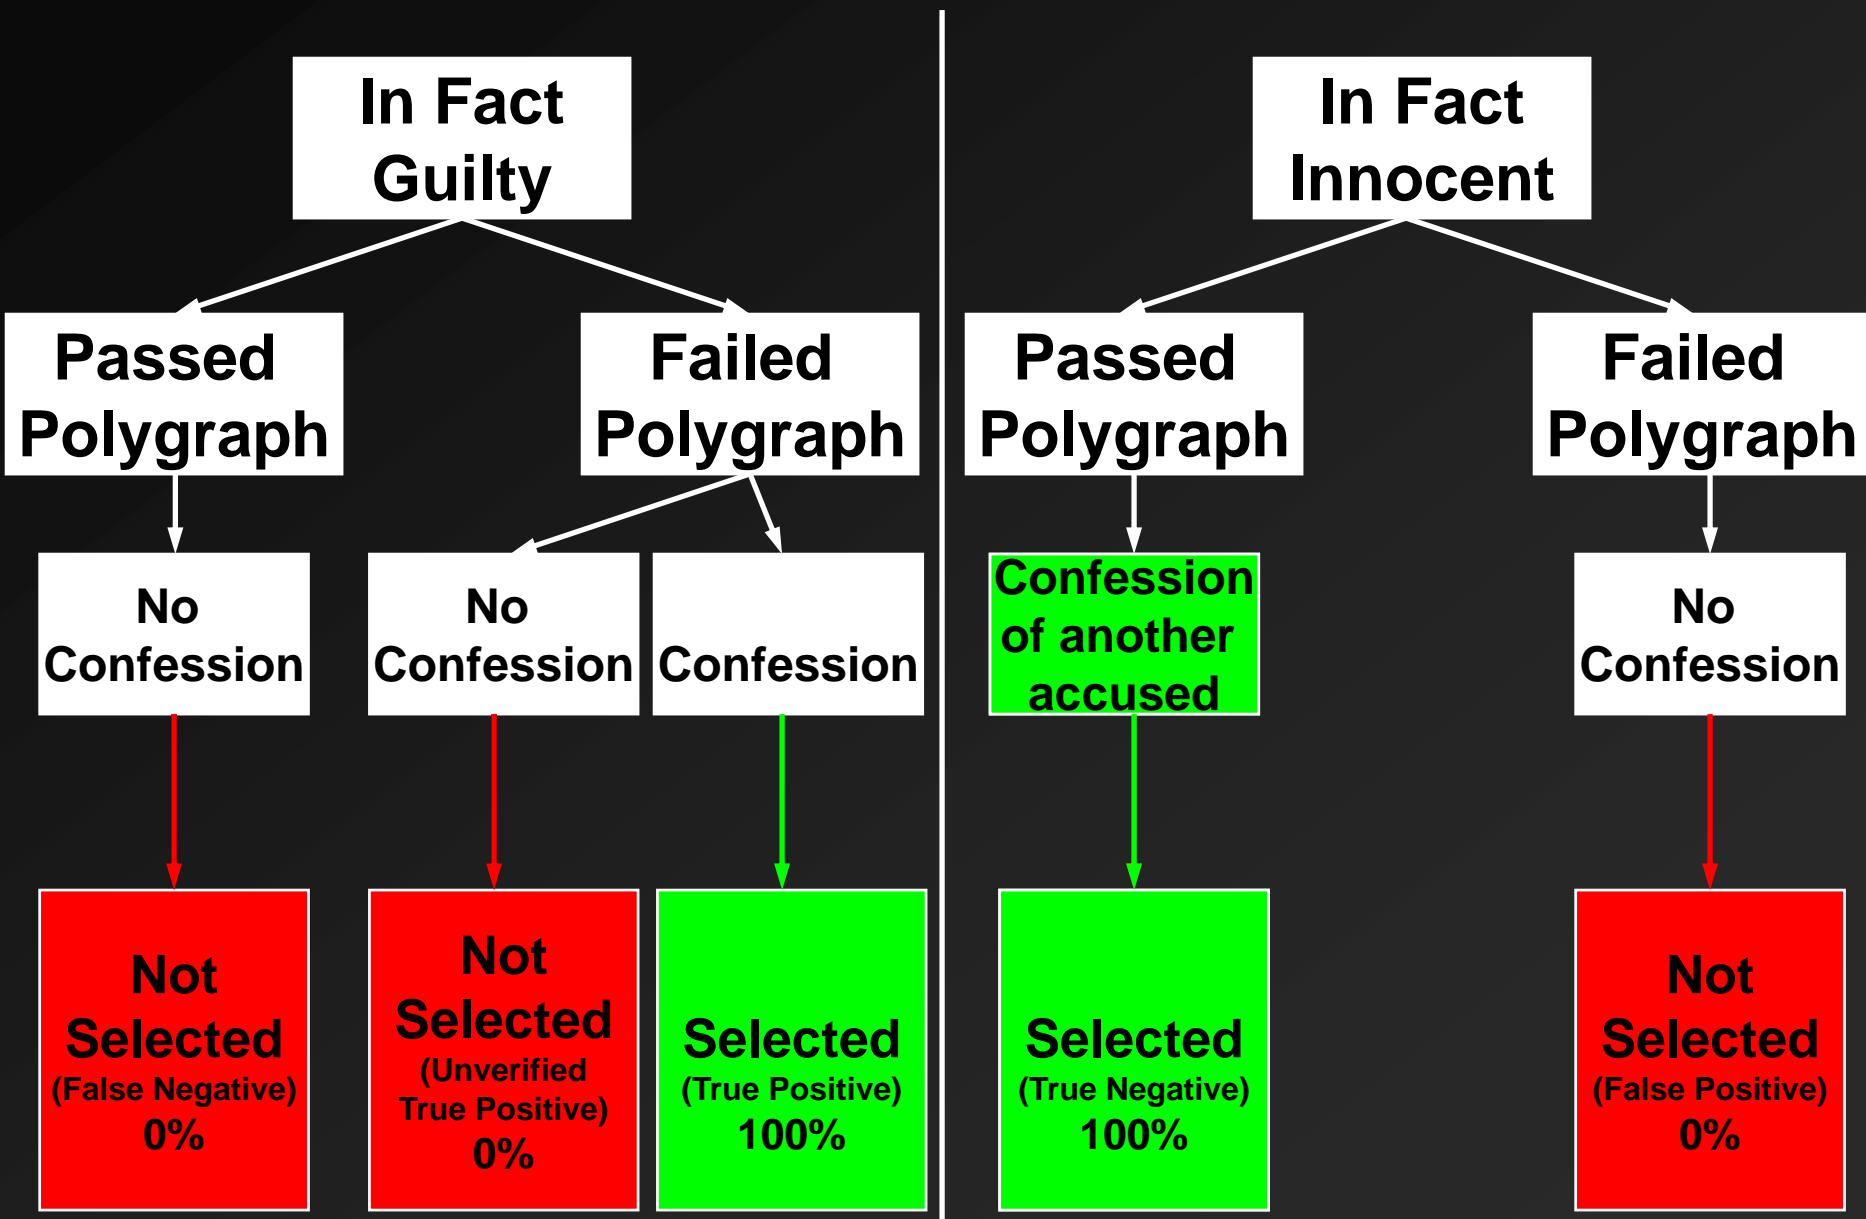 In Fact
Guilty
In Fact
Innocent
Passed
Polygraph
Failed
Polygraph
Passed
Polygraph
Failed
Polygraph
No
Confession
No
Confession
Confession
Confession
of another
accused
No
Confession
Not
Selected
(False Negative)
0%
Not
Selected
(Unverified
True Positive)
0%
Selected
(True Positive)
100%
Selected
(True Negative)
100%
Not
Selected
(False Positive)
0%